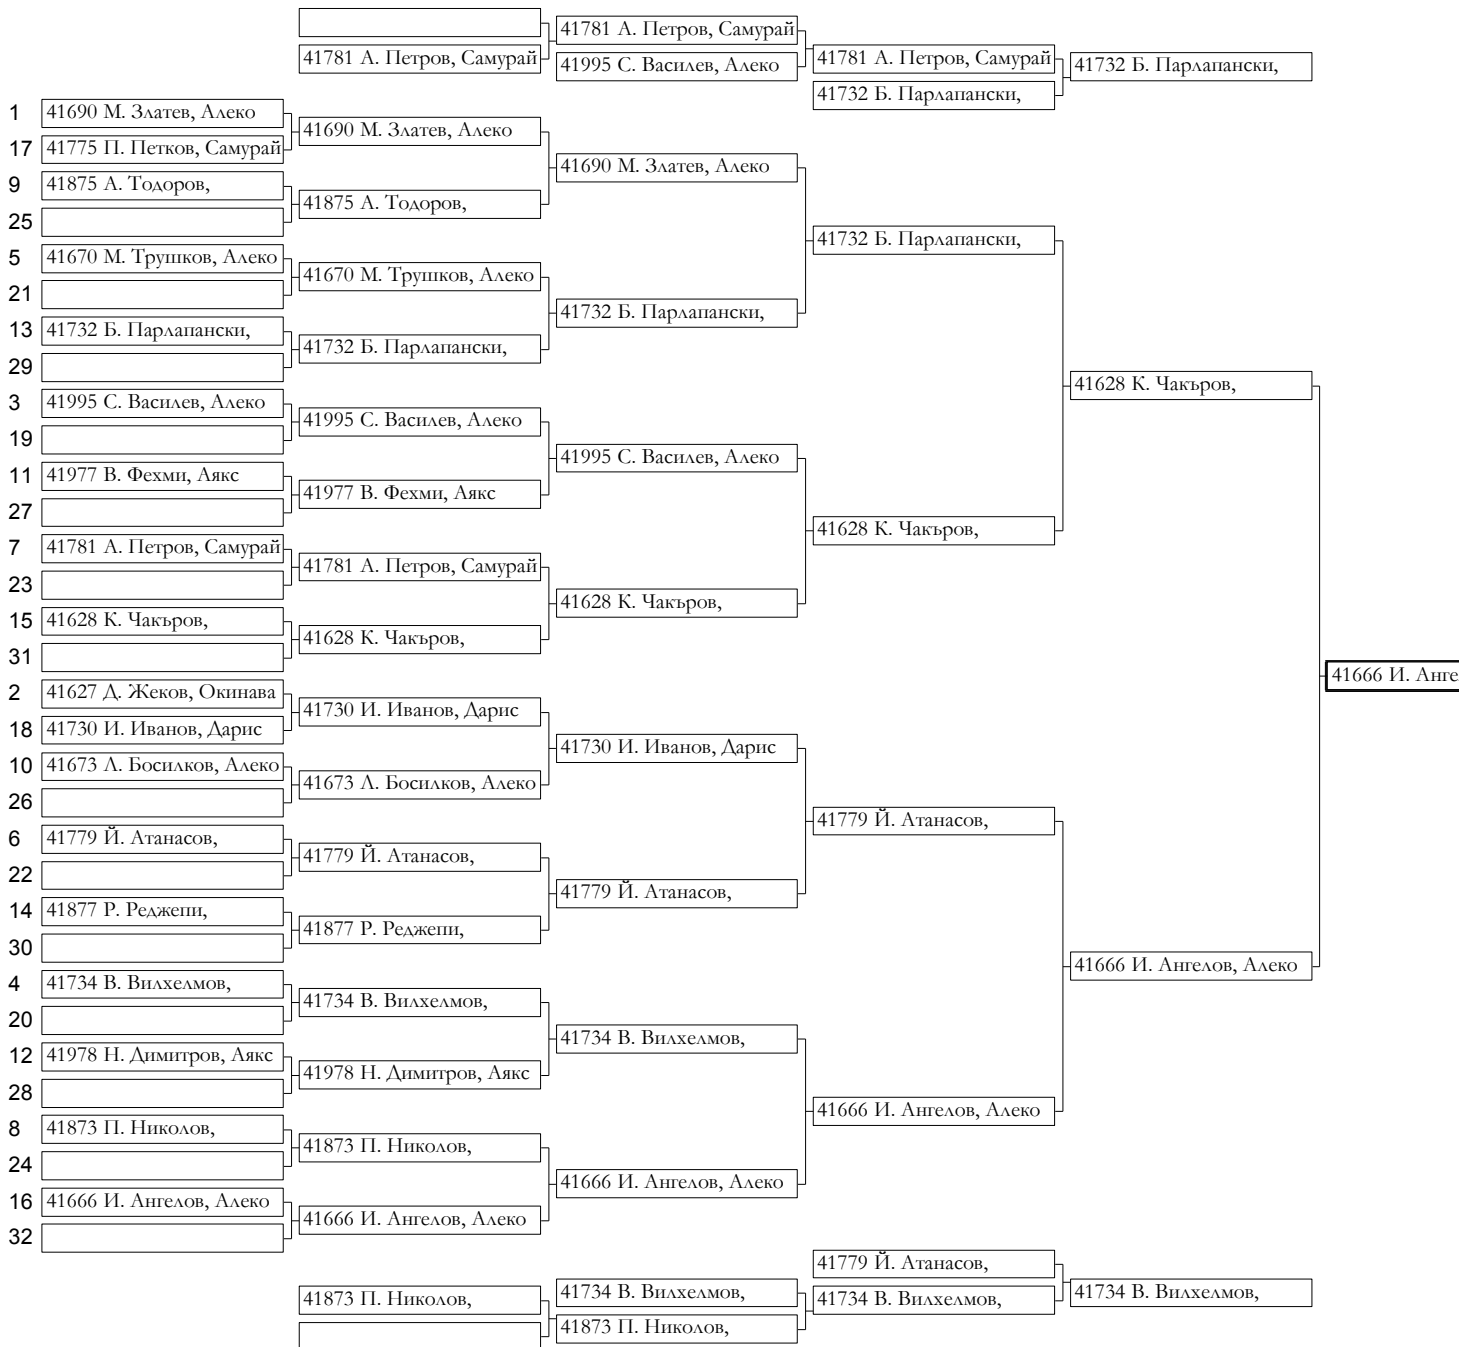 41781 А. Петров, Самурай
41781 А. Петров, Самурай
41995 С. Василев, Алеко
41781 А. Петров, Самурай
41732 Б. Парлапански,
41732 Б. Парлапански,
1 41690 М. Златев, Алеко
17 41775 П. Петков, Самурай
9 41875 А. Тодоров,
25
5 41670 М. Трушков, Алеко
21
13 41732 Б. Парлапански,
29
3 41995 С. Василев, Алеко
19
11 41977 В. Фехми, Аякс
27
7 41781 А. Петров, Самурай
23
15 41628 К. Чакъров,
31
2 41627 Д. Жеков, Окинава
18 41730 И. Иванов, Дарис
10 41673 Л. Босилков, Алеко
26
6 41779 Й. Атанасов,
22
14 41877 Р. Реджепи,
30
4 41734 В. Вилхелмов,
20
12 41978 Н. Димитров, Аякс
28
8 41873 П. Николов,
24
16 41666 И. Ангелов, Алеко
32
41690 М. Златев, Алеко
41875 А. Тодоров,
41670 М. Трушков, Алеко
41732 Б. Парлапански,
41995 С. Василев, Алеко
41977 В. Фехми, Аякс
41781 А. Петров, Самурай
41628 К. Чакъров,
41730 И. Иванов, Дарис
41673 Л. Босилков, Алеко
41779 Й. Атанасов,
41877 Р. Реджепи,
41734 В. Вилхелмов,
41978 Н. Димитров, Аякс
41873 П. Николов,
41666 И. Ангелов, Алеко
41690 М. Златев, Алеко
41732 Б. Парлапански,
41995 С. Василев, Алеко
41628 К. Чакъров,
41730 И. Иванов, Дарис
41779 Й. Атанасов,
41734 В. Вилхелмов,
41666 И. Ангелов, Алеко
41732 Б. Парлапански,
41628 К. Чакъров,
41779 Й. Атанасов,
41666 И. Ангелов, Алеко
41628 К. Чакъров,
41666 И. Ангелов, Алеко
41666 И. Анге
41873 П. Николов,
41734 В. Вилхелмов,
41873 П. Николов,
41779 Й. Атанасов,
41734 В. Вилхелмов,
41734 В. Вилхелмов,